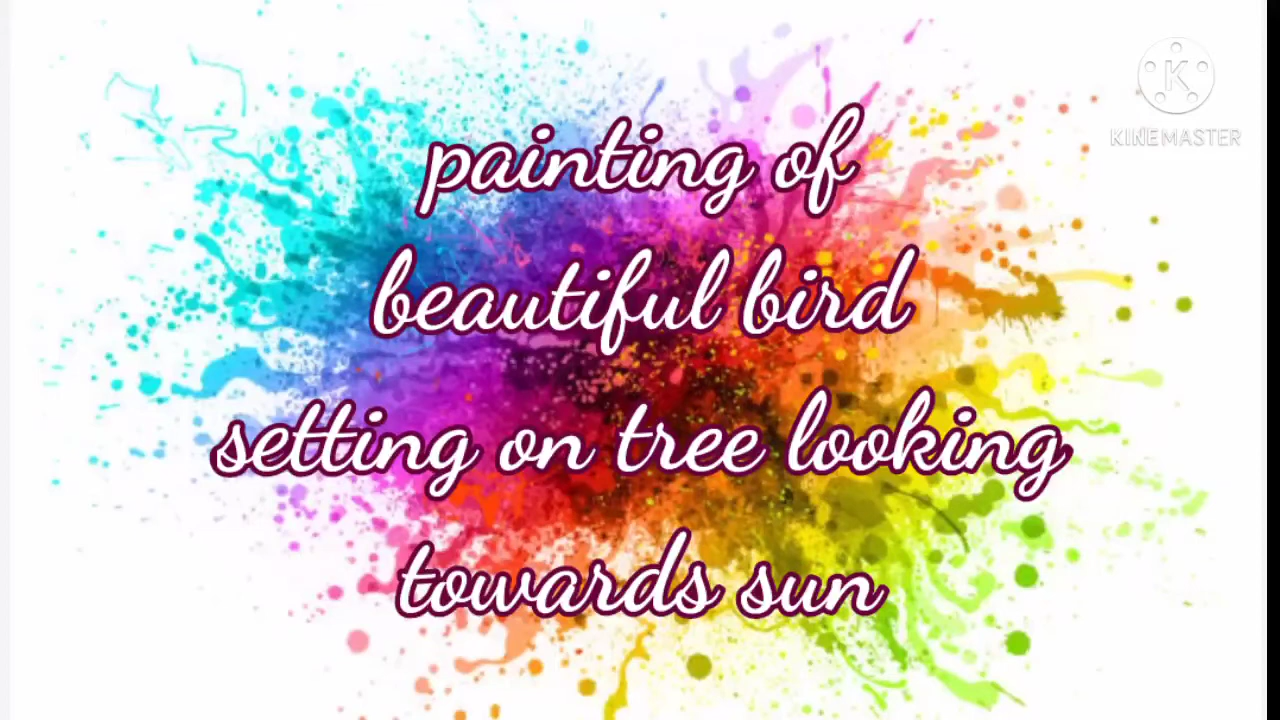 painting of
beautiful bird
setting on tree looking
towards sun
K
KINEMASTER